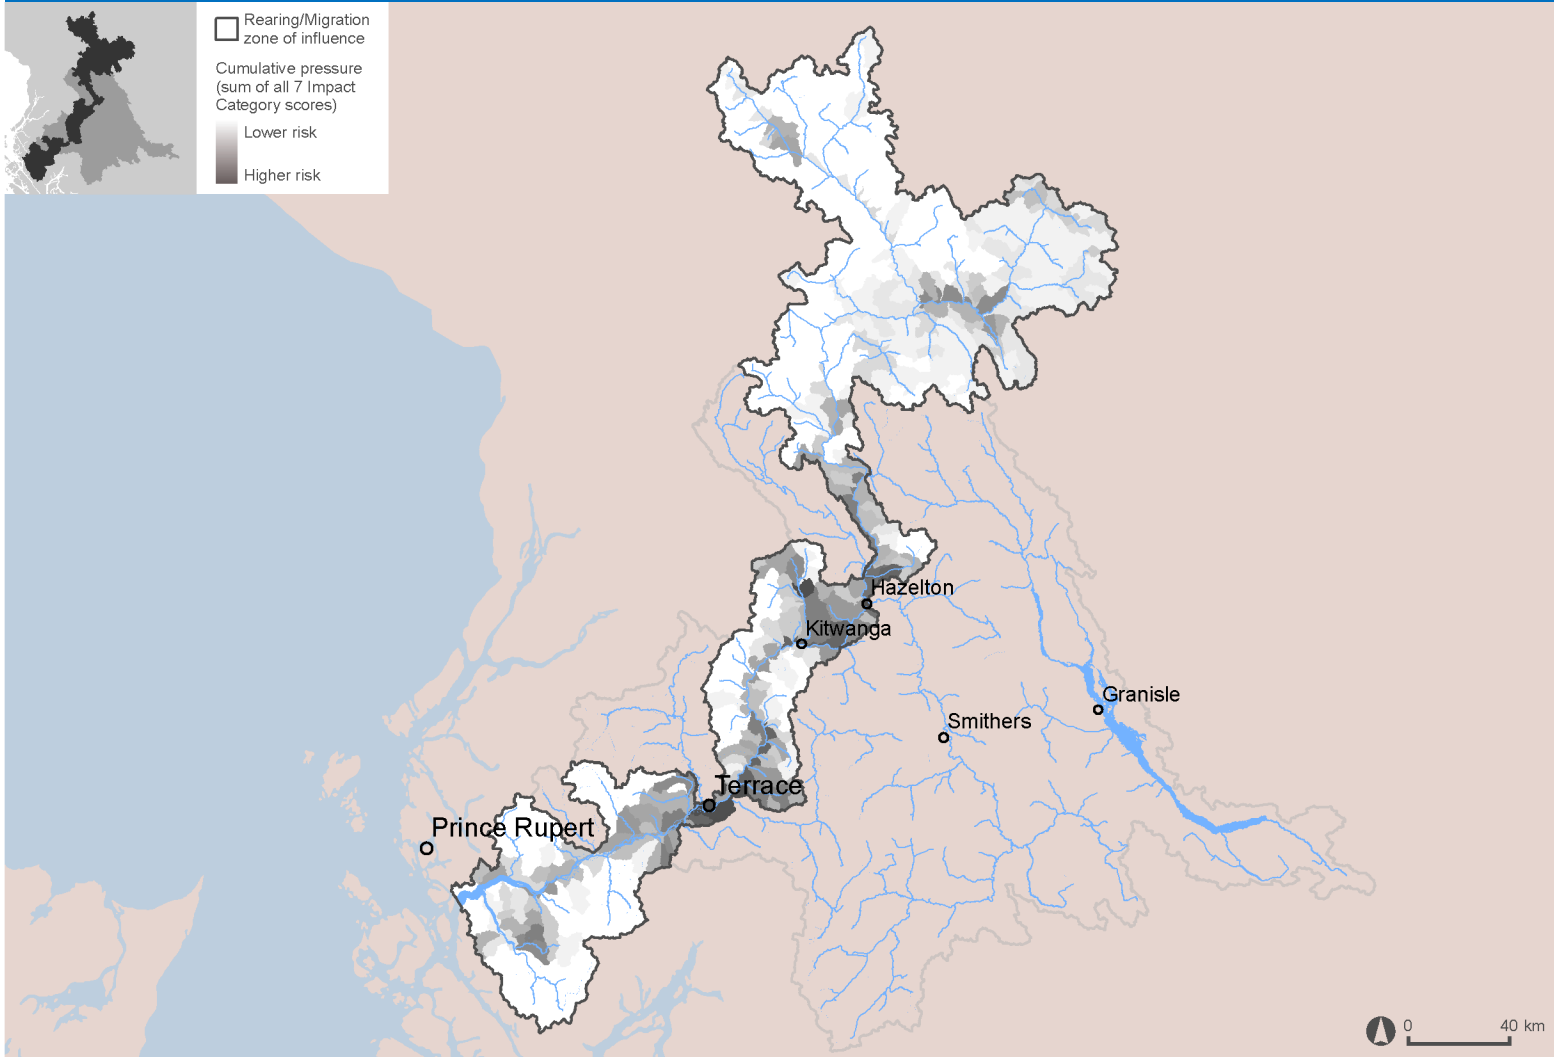 Rearing/Migration
zone of influence
Cumulative pressure
(sum of all 7 Impact
Category scores)
Lower risk
Higher risk
Hazelton
Kitwanga
Granisle
Smithers
Terrace
Prince Rupert
0 40 km